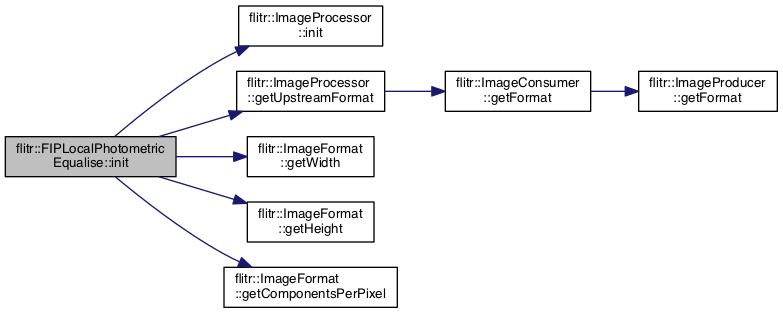 flitr::ImageProcessor
::init
flitr::ImageProcessor
::getUpstreamFormat
flitr::ImageConsumer
::getFormat
flitr::ImageProducer
::getFormat
flitr::FIPLocalPhotometric
Equalise::init
flitr::ImageFormat
::getWidth
flitr::ImageFormat
::getHeight
flitr::ImageFormat
::getComponentsPerPixel